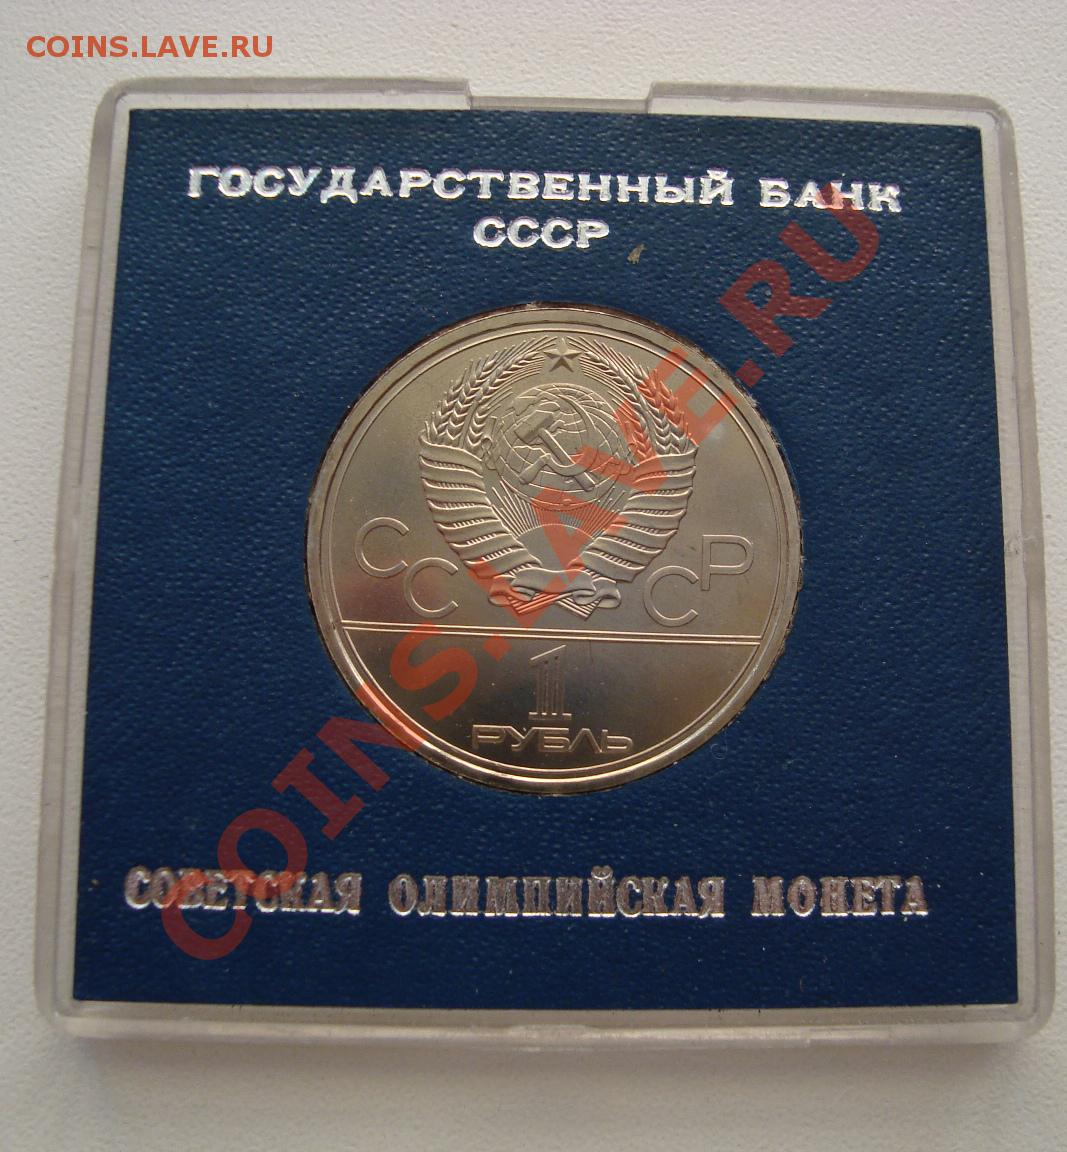 COINS.LAVE.RU
ГОСУДАРСТВЕННЫЙ БАНК
СССР
СССР
1
РУБЛЬ
СОВЕТСКАЯ ОЛИМПИЙСКАЯ МОНЕТА
COINS.LAVE.RU